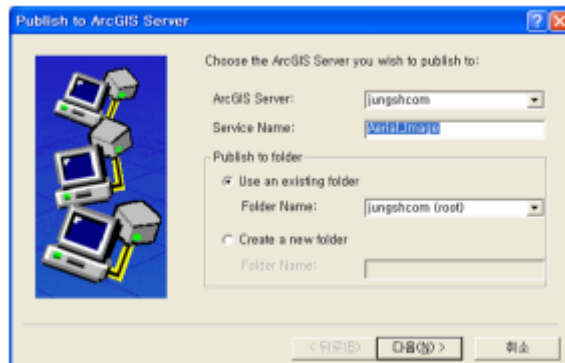 Publish to ArcGIS Server
Choose the ArcGIS Server you wish to publish to:
ArcGIS Server: jungshcom
Service Name: Aerial_Image
Publish to folder
Use an existing folder
Folder Name: jungshcom (root)
Create a new folder
Folder Name:
< 뒤로(B) 다음(N) > 취소